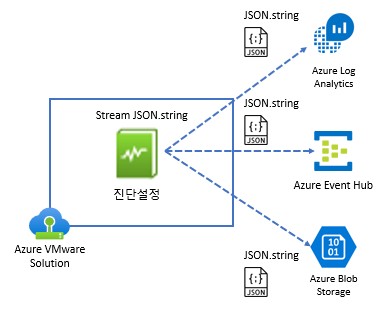 JSON.string
{;}
JSON
Azure Log
Analytics
Stream JSON.string
JSON.string
{;}
JSON
진단설정
Azure Event Hub
Azure VMware
Solution
10
01
JSON.string
{;}
JSON
Azure Blob
Storage